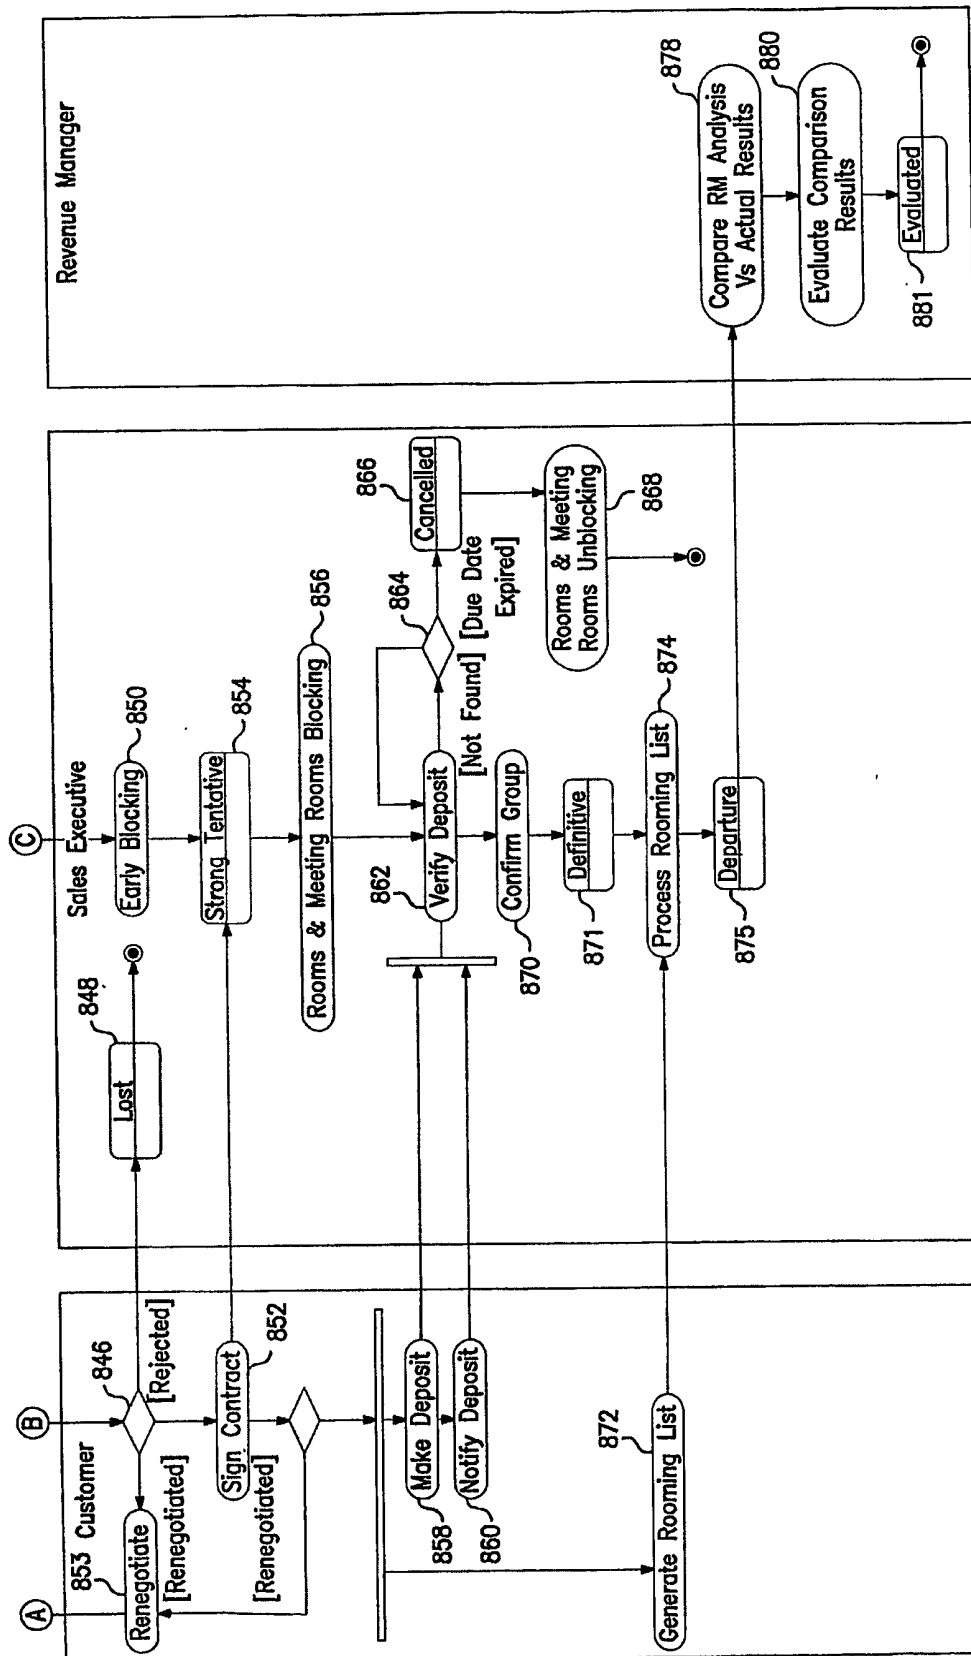 A
B
C
853 Customer
Sales Executive
Revenue Manager
Renegotiate
846
[Rejected]
[Renegotiated]
Lost
848
Early Blocking
850
Sign Contract
852
[Renegotiated]
Strong Tentative
854
Rooms & Meeting Rooms Blocking
856
Make Deposit
858
Notify Deposit
860
862
Verify Deposit
864
[Not Found]
[Due Date
Expired]
Cancelled
866
Rooms & Meeting
Rooms Unblocking
868
Confirm Group
870
Definitive
871
Generate Rooming List
872
Process Rooming List
874
Departure
875
Compare RM Analysis
Vs Actual Results
878
Evaluate Comparison
Results
880
Evaluated
881